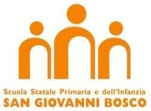 Scuola Statale Primaria e dell'Infanzia
SAN GIOVANNI BOSCO